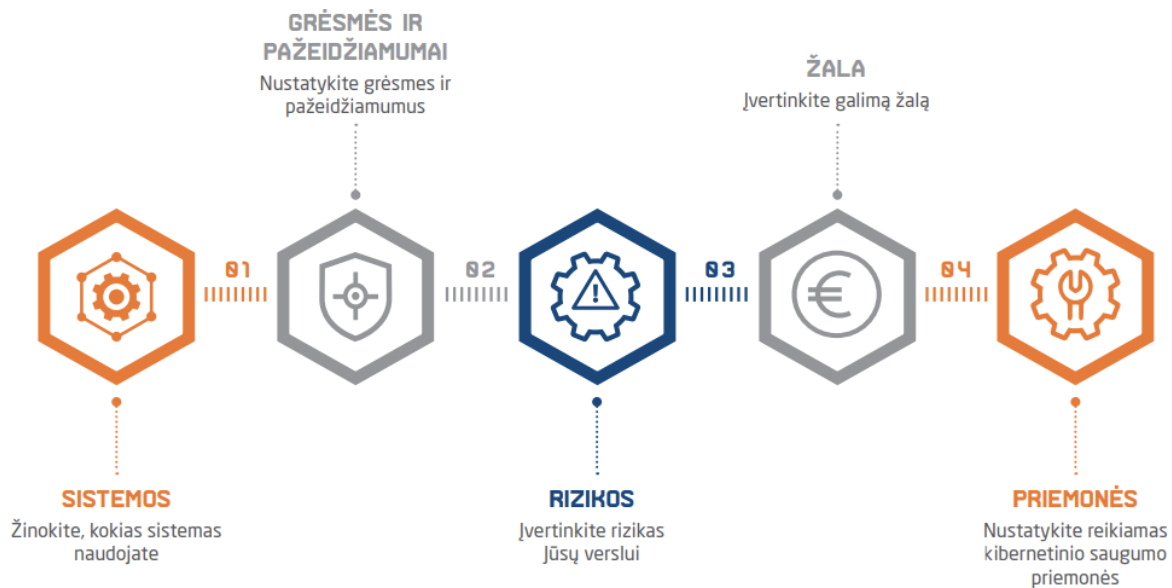 GRĖSMĖS IR
PAŽEIDŽIAMUMAI
Nustatykite grėsmes ir
pažeidžiamumus
ŽALA
Įvertinkite galimą žalą
01
02
03
04
SISTEMOS
Žinokite, kokias sistemas
naudojate
RIZIKOS
Įvertinkite rizikas
Jūsų verslui
PRIEMONĖS
Nustatykite reikiamas
kibernetinio saugumo
priemonės